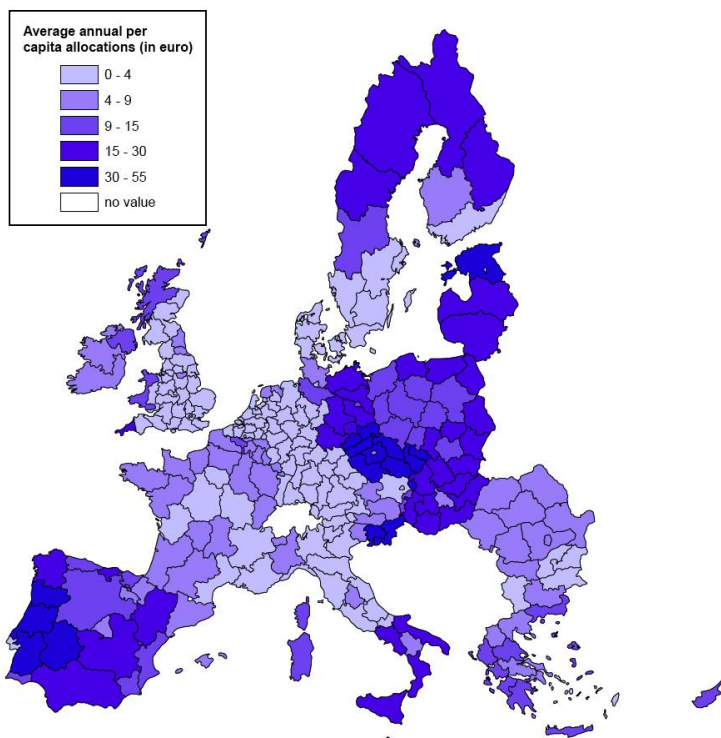 Average annual per
capita allocations (in euro)
0 - 4
4 - 9
9 - 15
15 - 30
30 - 55
no value